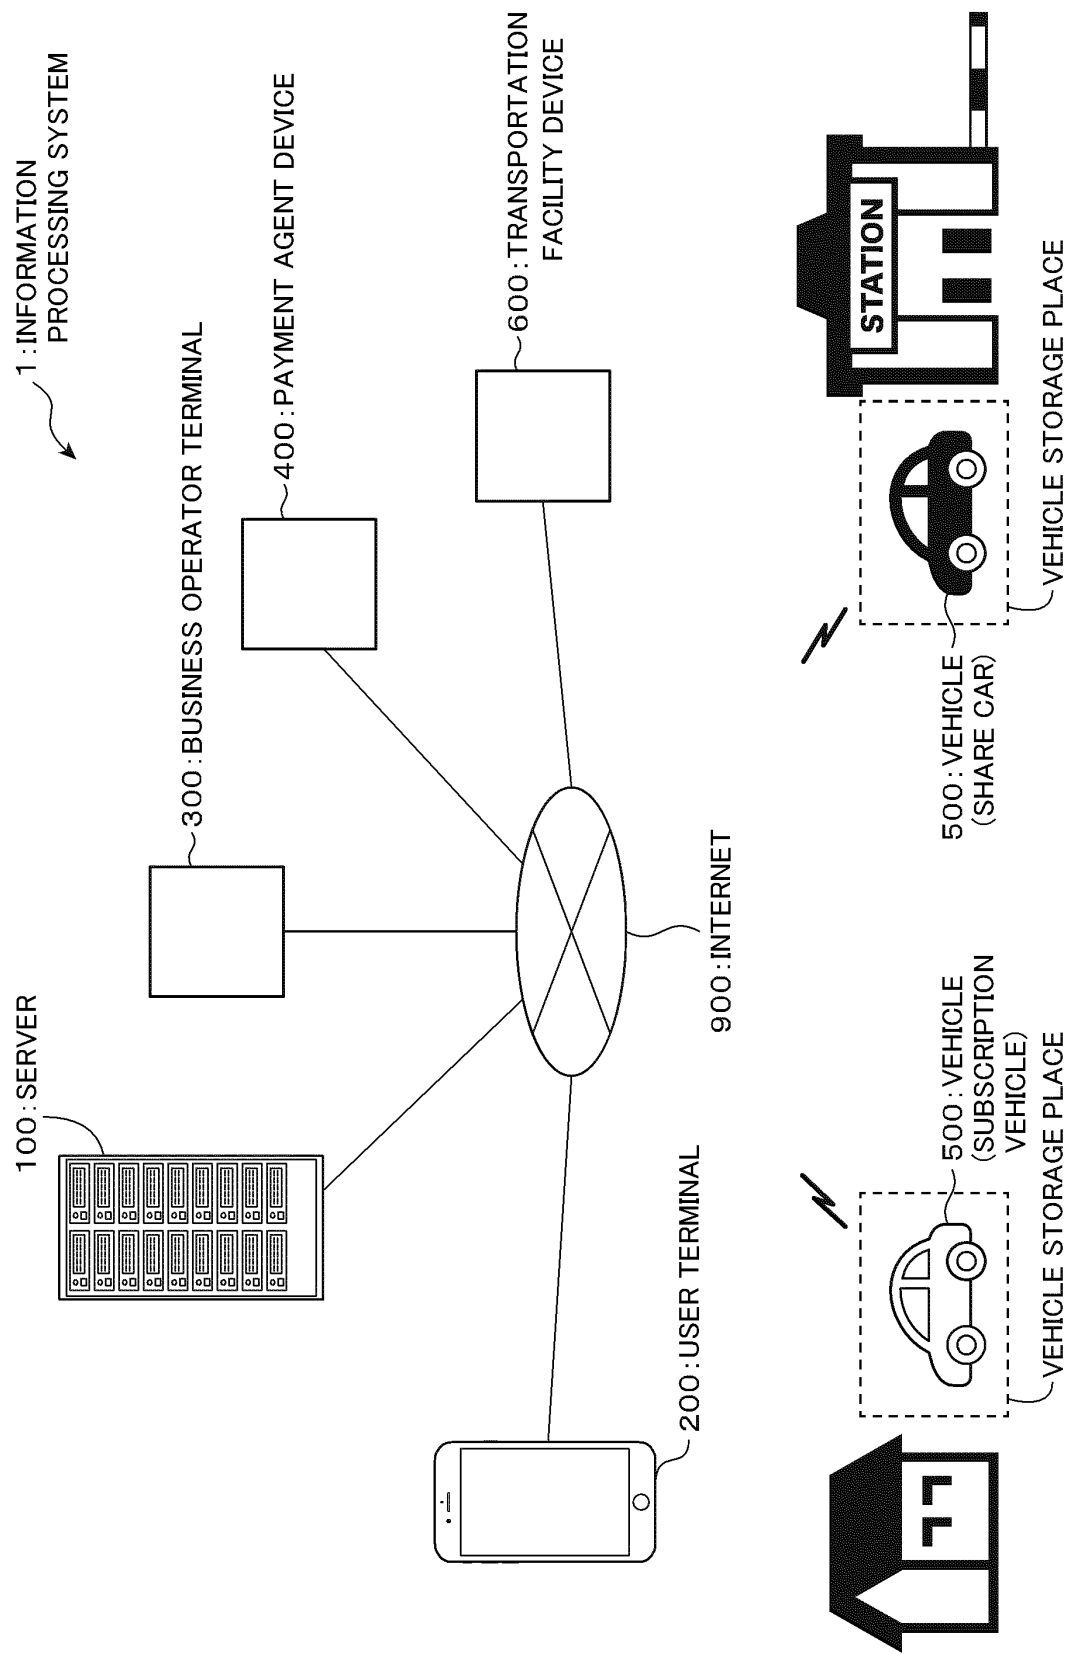 1:INFORMATION
PROCESSING SYSTEM
100:SERVER
300:BUSINESS OPERATOR TERMINAL
400:PAYMENT AGENT DEVICE
600:TRANSPORTATION
FACILITY DEVICE
200:USER TERMINAL
900:INTERNET
STATION
500:VEHICLE
(SUBSCRIPTION
VEHICLE)
VEHICLE STORAGE PLACE
500:VEHICLE
(SHARE CAR)
VEHICLE STORAGE PLACE